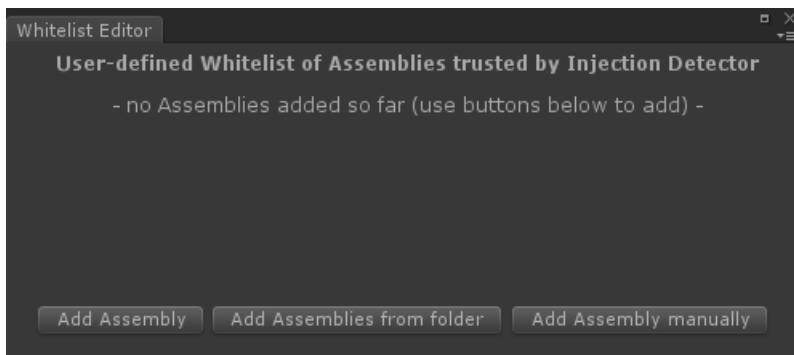 Whitelist Editor
User-defined Whitelist of Assemblies trusted by Injection Detector
- no Assemblies added so far (use buttons below to add) -
Add Assembly Add Assemblies from folder Add Assembly manually